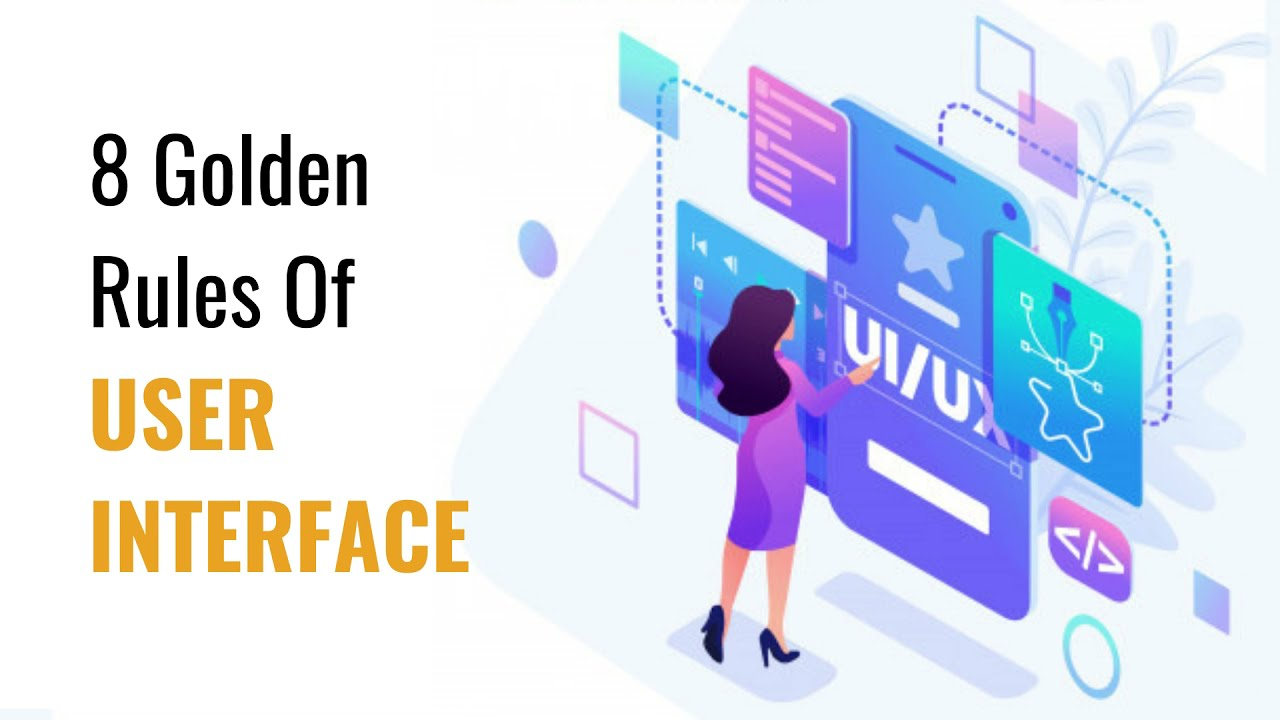 8 Golden
Rules Of
USER
INTERFACE
UI/UX
</>